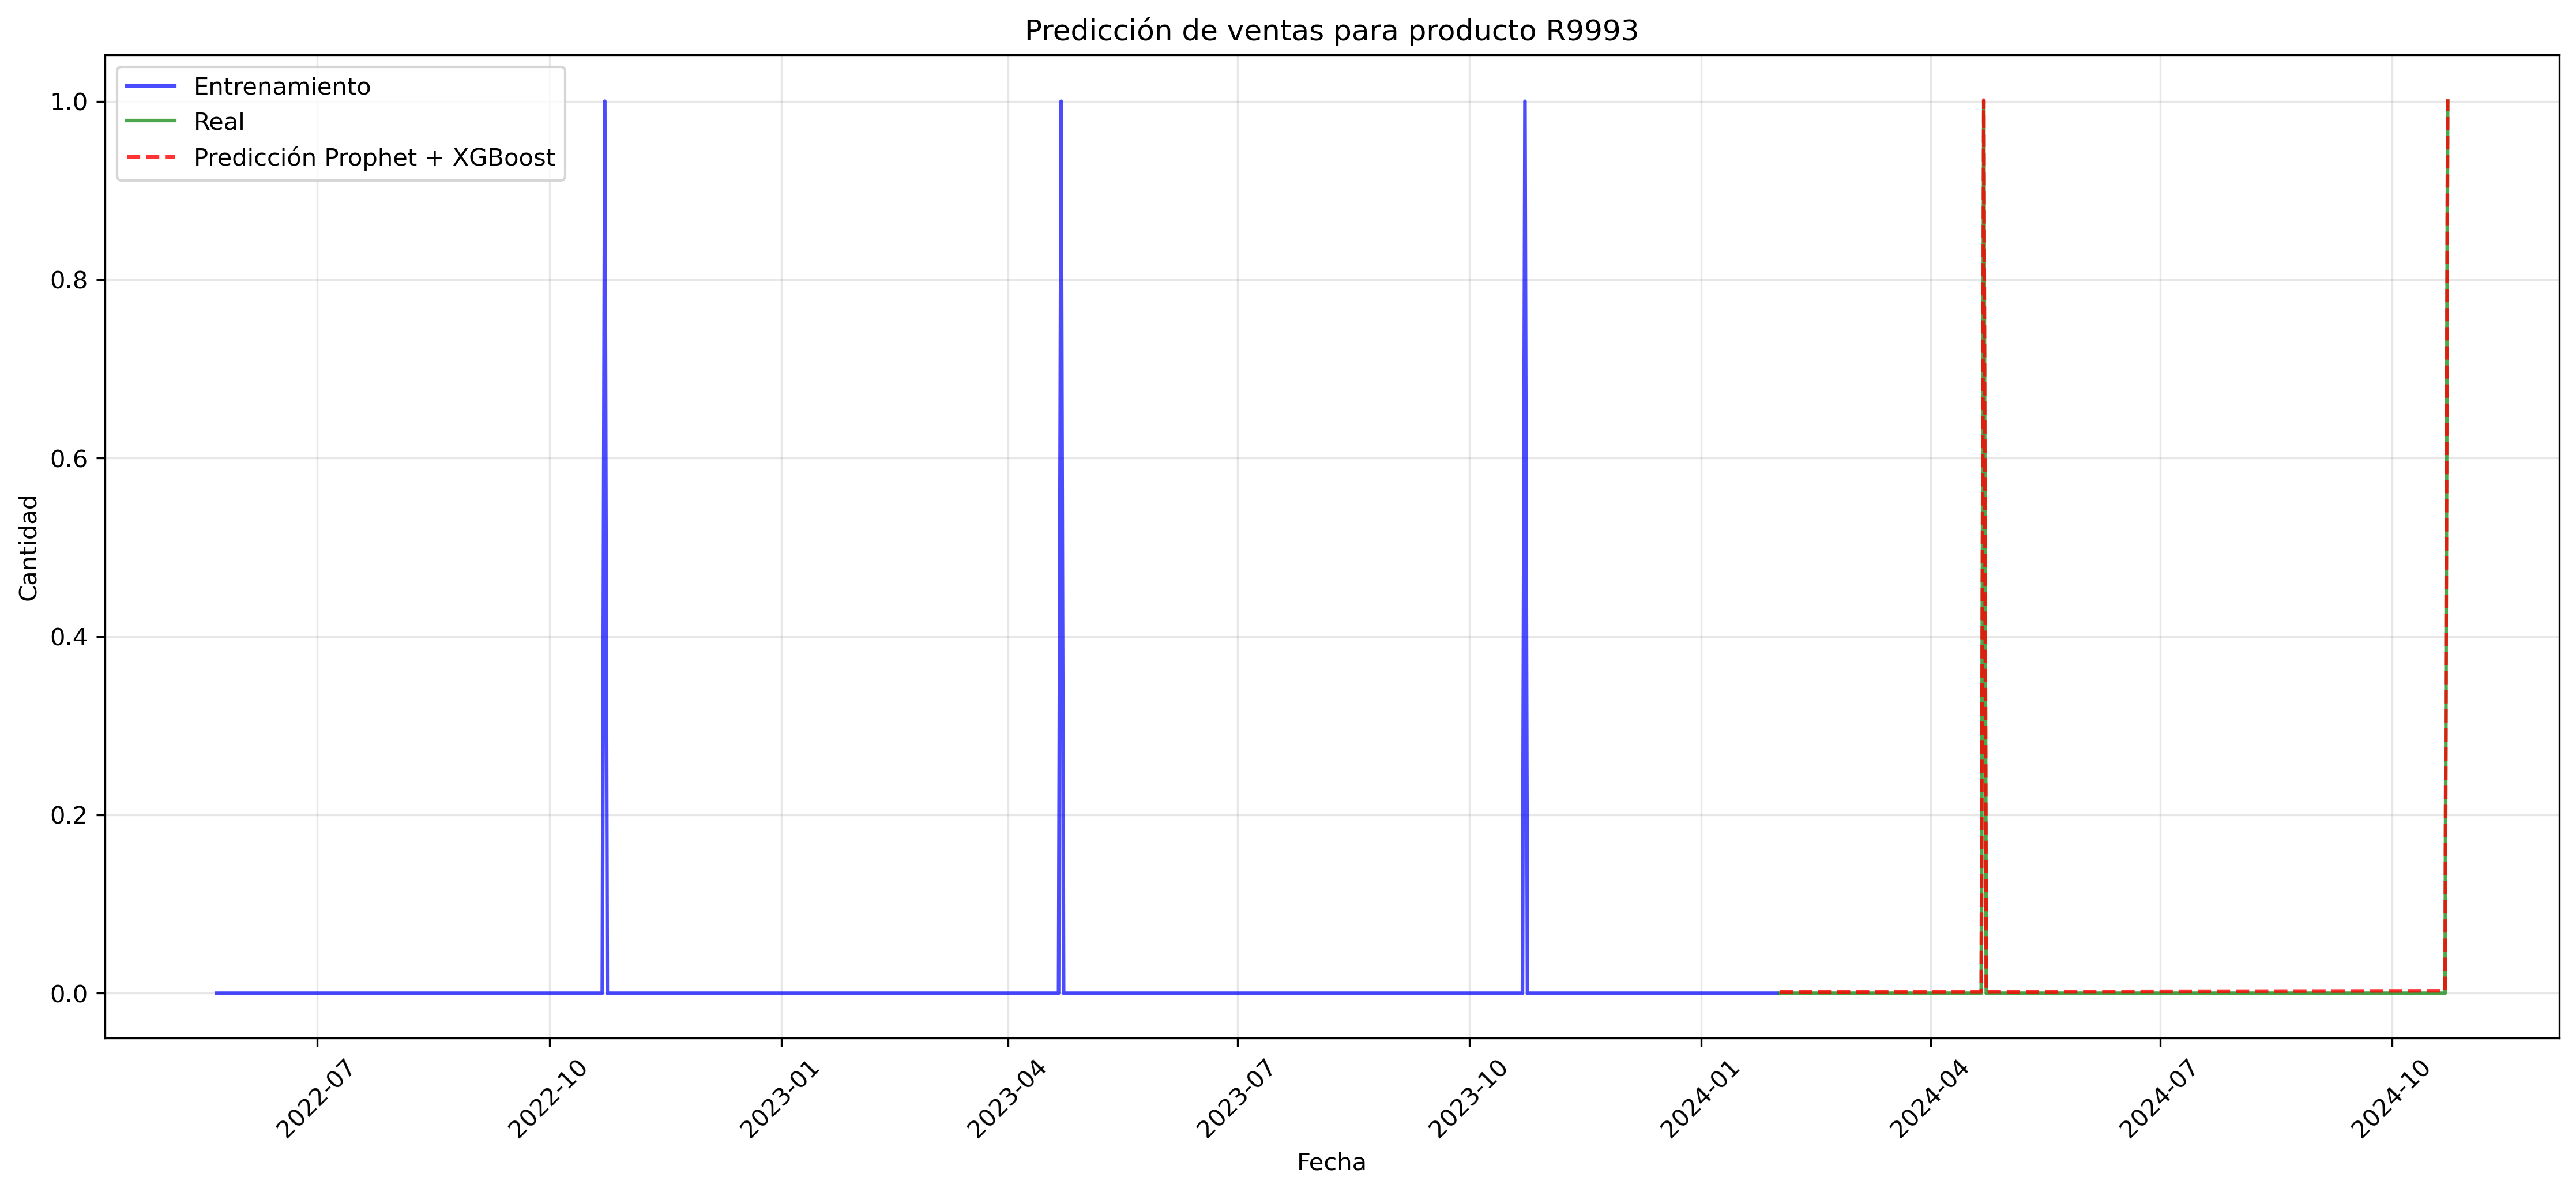 Predicción de ventas para producto R9993
Entrenamiento
Real
Predicción Prophet + XGBoost
Cantidad
1.0
0.8
0.6
0.4
0.2
0.0
2022-07
2022-10
2023-01
2023-04
2023-07
2023-10
2024-01
2024-04
2024-07
2024-10
Fecha